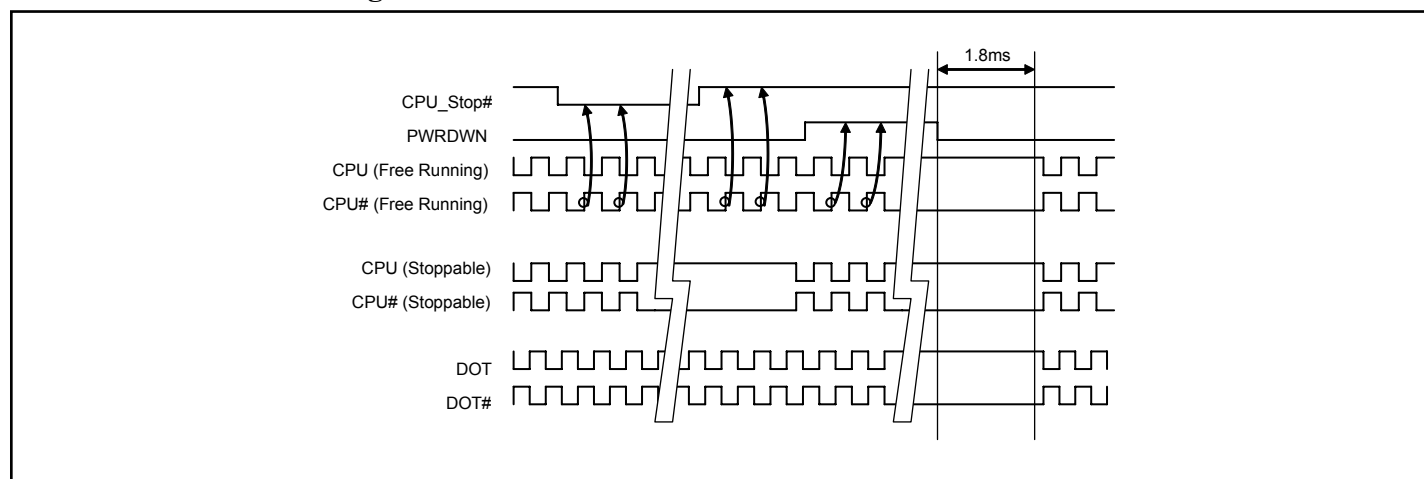 1.8ms
CPU_Stop#
PWRDWN
CPU (Free Running)
CPU# (Free Running)
CPU (Stoppable)
CPU# (Stoppable)
DOT
DOT#